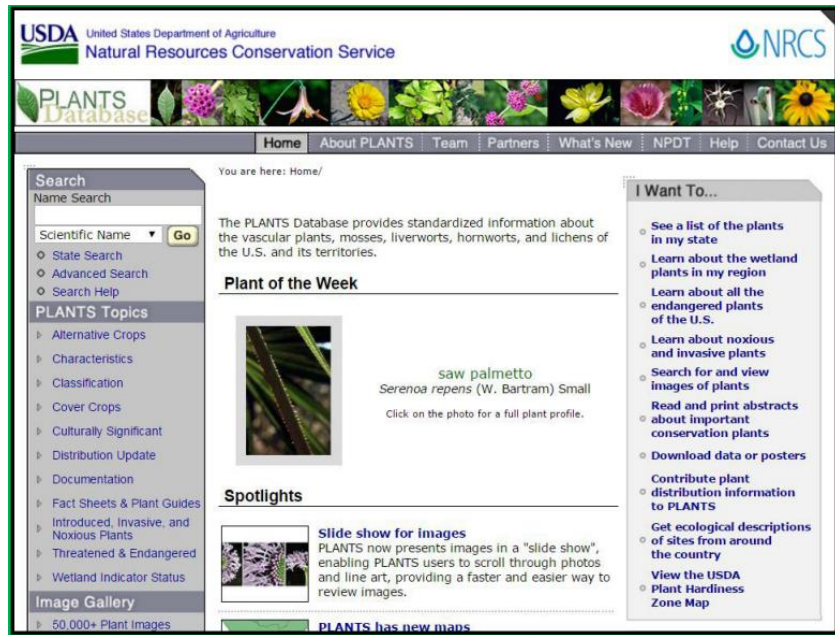 USDA United States Department of Agriculture
Natural Resources Conservation Service
NRCS
PLANTS
Database
Home About PLANTS Team Partners What's New NPDT Help Contact Us
Search
Name Search
Scientific Name Go
State Search
Advanced Search
Search Help
PLANTS Topics
Alternative Crops
Characteristics
Classification
Cover Crops
Culturally Significant
Distribution Update
Documentation
Fact Sheets & Plant Guides
Introduced, Invasive, and
Noxious Plants
Threatened & Endangered
Wetland Indicator Status
Image Gallery
50,000+ Plant Images
You are here: Home/
The PLANTS Database provides standardized information about
the vascular plants, mosses, liverworts, hornworts, and lichens of
the U.S. and its territories.
Plant of the Week
saw palmetto
Serenoa repens (W. Bartram) Small
Click on the photo for a full plant profile.
Spotlights
Slide show for images
PLANTS now presents images in a "slide show",
enabling PLANTS users to scroll through photos
and line art, providing a faster and easier way to
review images.
PLANTS has new maps
I Want To...
See a list of the plants
in my state
Learn about the wetland
plants in my region
Learn about all the
endangered plants
of the U.S.
Learn about noxious
and invasive plants
Search for and view
images of plants
Read and print abstracts
about important
conservation plants
Download data or posters
Contribute plant
distribution information
to PLANTS
Get ecological descriptions
of sites from around
the country
View the USDA
Plant Hardiness
Zone Map